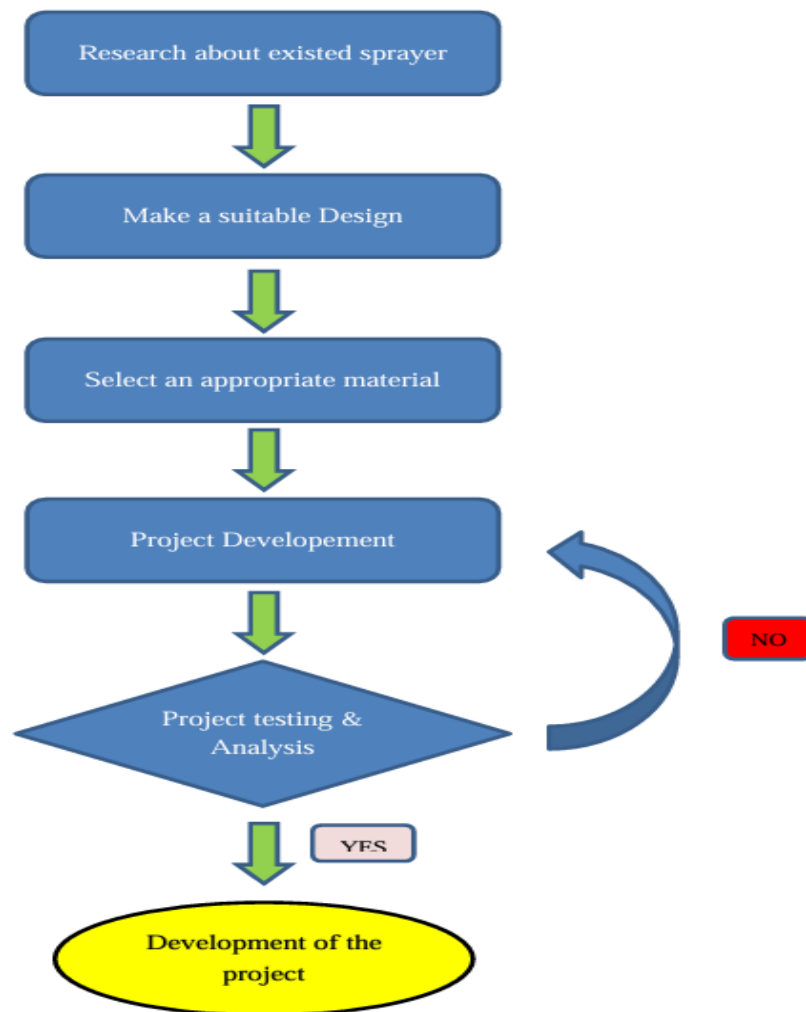 Research about existed sprayer
Make a suitable Design
Select an appropriate material
Project Developement
NO
Project testing &
Analysis
YES
Development of the
project